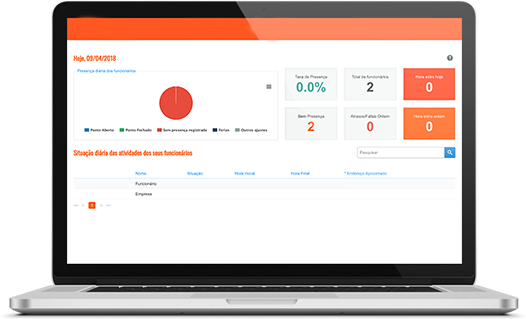 Hoje, 09/04/2018
Presença diária dos funcionários
Ponto Aberto Ponto Fechado Sem presença registrada Férias Outros ajustes
Taxa de Presença
0.0%
Total de funcionários
2
Hora extra hoje
0
Sem Presença
2
Atrasos/Faltas Ontem
0
Hora extra ontem
0
Situação diária das atividades dos seus funcionários
Pesquisar
Nome Situação Hora Inicial Hora Final * Endereço Aproximado
Funcionário
Empresa
1